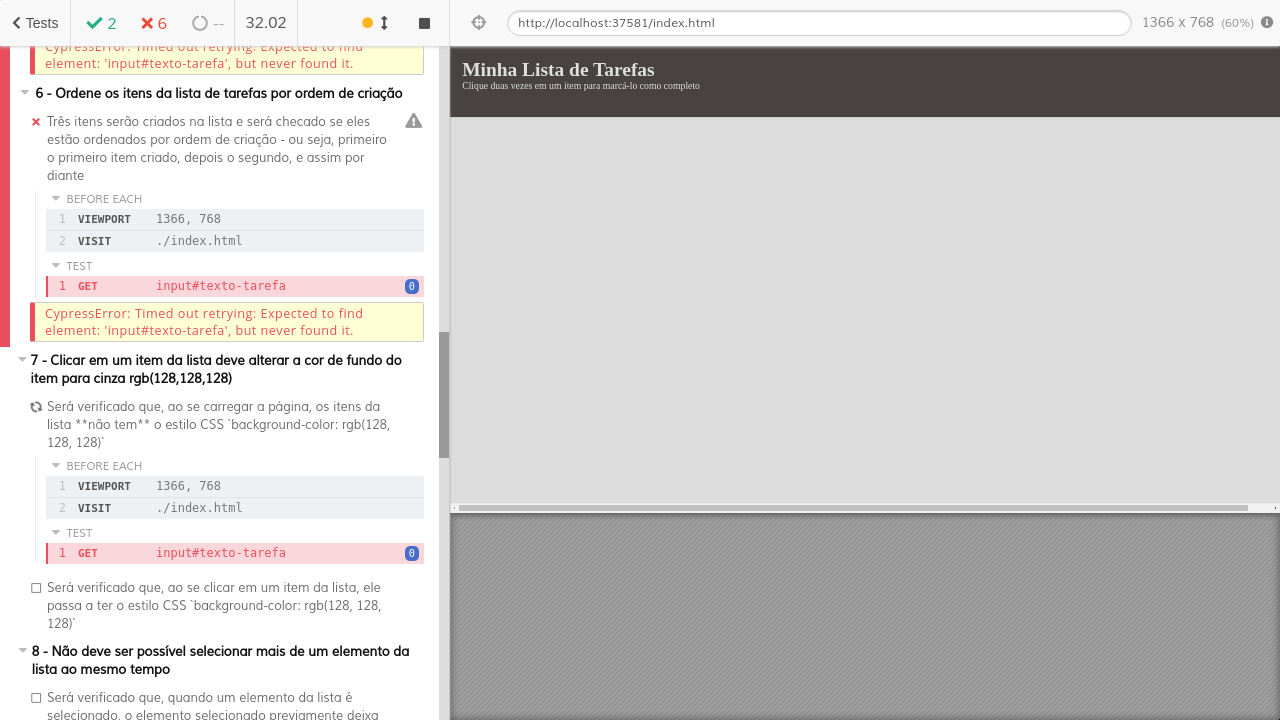 Tests
2
6
--
32.02
http://localhost:37581/index.html
1366 x 768 (60%)
CypressError: Timed out retrying: Expected to find
element: 'input#texto-tarefa', but never found it.
6 - Ordene os itens da lista de tarefas por ordem de criação
Três itens serão criados na lista e será checado se eles
estão ordenados por ordem de criação - ou seja, primeiro
o primeiro item criado, depois o segundo, e assim por
diante
BEFORE EACH
1 VIEWPORT 1366, 768
2 VISIT ./index.html
TEST
1 GET input#texto-tarefa 0
CypressError: Timed out retrying: Expected to find
element: 'input#texto-tarefa', but never found it.
7 - Clicar em um item da lista deve alterar a cor de fundo do
item para cinza rgb(128,128,128)
Será verificado que, ao se carregar a página, os itens da
lista **não tem** o estilo CSS `background-color: rgb(128,
128, 128)`
BEFORE EACH
1 VIEWPORT 1366, 768
2 VISIT ./index.html
TEST
1 GET input#texto-tarefa 0
Será verificado que, ao se clicar em um item da lista, ele
passa a ter o estilo CSS `background-color: rgb(128, 128,
128)`
8 - Não deve ser possível selecionar mais de um elemento da
lista ao mesmo tempo
Será verificado que, quando um elemento da lista é
selecionado, o elemento selecionado previamente deixa
Minha Lista de Tarefas
Clique duas vezes em um item para marcá-lo como completo